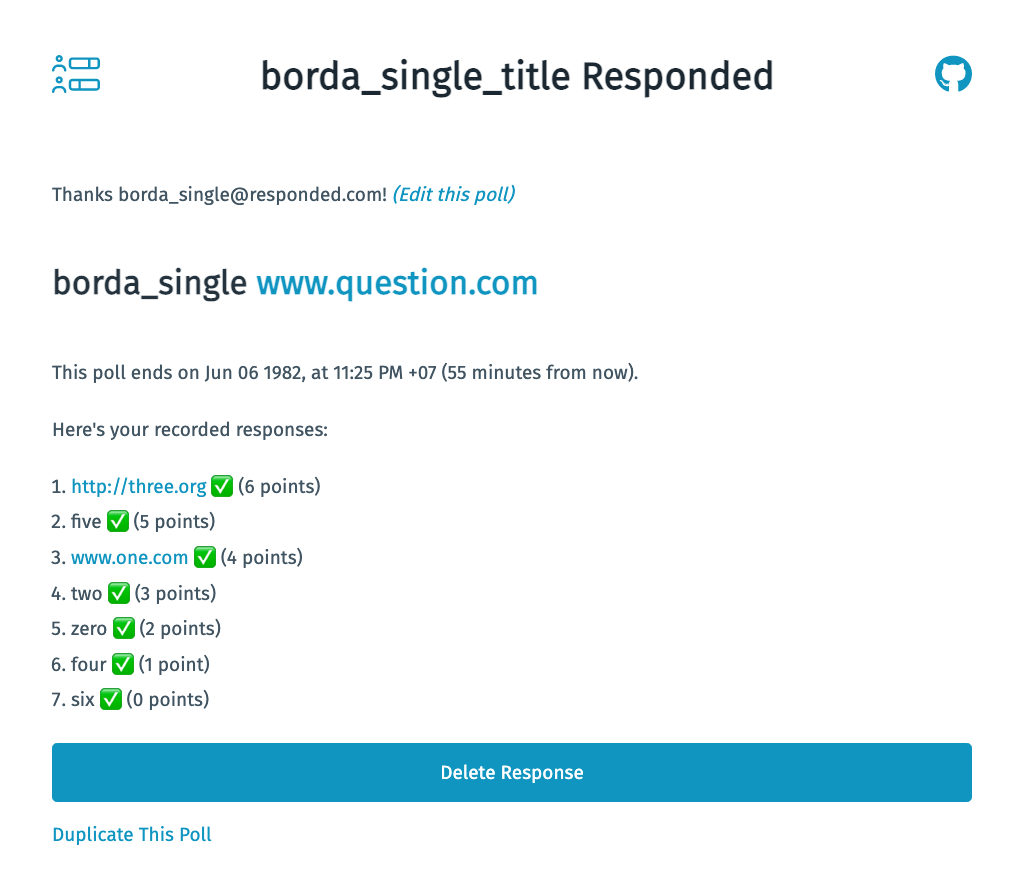 borda_single_title Responded
Thanks borda_single@responded.com! (Edit this poll)
borda_single www.question.com
This poll ends on Jun 06 1982, at 11:25 PM +07 (55 minutes from now).
Here's your recorded responses:
1. http://three.org ✅ (6 points)
2. five ✅ (5 points)
3. www.one.com ✅ (4 points)
4. two ✅ (3 points)
5. zero ✅ (2 points)
6. four ✅ (1 point)
7. six ✅ (0 points)
Delete Response
Duplicate This Poll